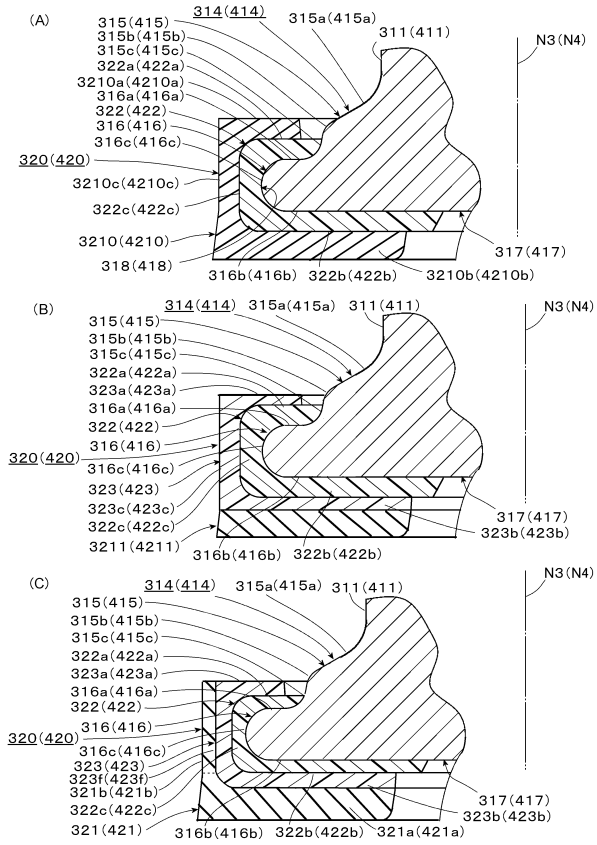 (A)
314(414)
315a(415a)
311(411)
N3(N4)
315(415)
315b(415b)
315c(415c)
322a(422a)
3210a(4210a)
316a(416a)
322(422)
316(416)
316c(416c)
320(420)
3210c(4210c)
322c(422c)
3210(4210)
318(418)
316b(416b)
322b(422b)
3210b(4210b)
317(417)
(B)
314(414)
315a(415a)
311(411)
N3(N4)
315(415)
315b(415b)
315c(415c)
322a(422a)
323a(423a)
316a(416a)
322(422)
316(416)
320(420)
316c(416c)
323(423)
323c(423c)
322c(422c)
3211(4211)
316b(416b)
322b(422b)
323b(423b)
317(417)
(C)
314(414)
315a(415a)
311(411)
N3(N4)
315(415)
315b(415b)
315c(415c)
322a(422a)
323a(423a)
316a(416a)
322(422)
316(416)
320(420)
316c(416c)
323(423)
323f(423f)
321b(421b)
322c(422c)
321(421)
316b(416b)
322b(422b)
321a(421a)
323b(423b)
317(417)